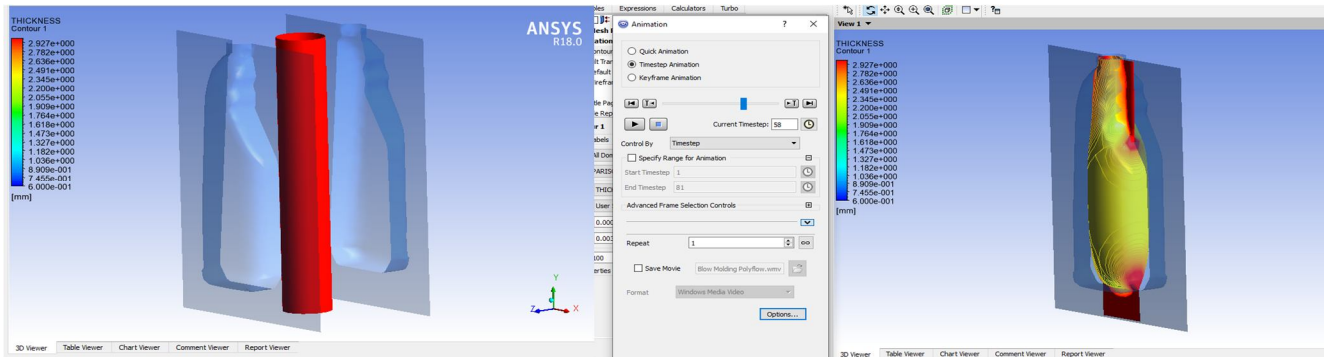 THICKNESS
Contour 1
2.927e+000
2.782e+000
2.636e+000
2.491e+000
2.345e+000
2.200e+000
2.055e+000
1.909e+000
1.764e+000
1.618e+000
1.473e+000
1.327e+000
1.182e+000
1.036e+000
8.909e-001
7.455e-001
6.000e-001
[mm]
ANSYS
R18.0
Y
Z
X
3D Viewer Table Viewer Chart Viewer Comment Viewer Report Viewer
Expressions Calculators Turbo
Animation ? ×
Quick Animation
Timestep Animation
Keyframe Animation
Current Timestep: 58
Control By Timestep
Specify Range for Animation
Start Timestep 1
End Timestep 81
Advanced Frame Selection Controls
Repeat 1
Save Movie Blow Molding Polyflow.wmv
Format Windows Media Video
Options...
View 1
THICKNESS
Contour 1
2.927e+000
2.782e+000
2.636e+000
2.491e+000
2.345e+000
2.200e+000
2.055e+000
1.909e+000
1.764e+000
1.618e+000
1.473e+000
1.327e+000
1.182e+000
1.036e+000
8.909e-001
7.455e-001
6.000e-001
[mm]
3D Viewer Table Viewer Chart Viewer Comment Viewer Report Viewer